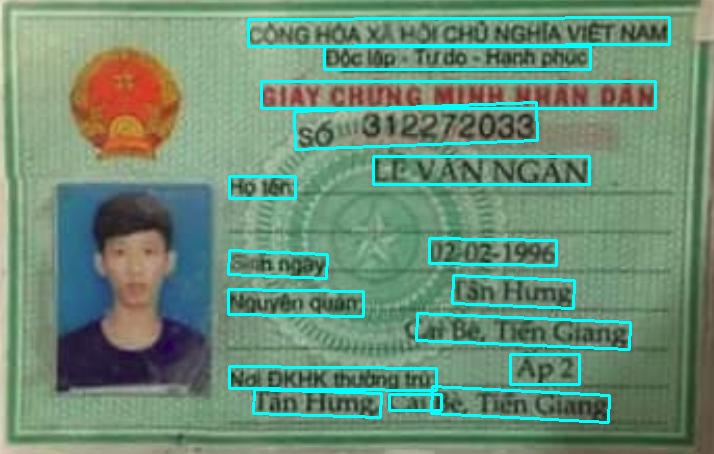 CỘNG HÒA XÃ HỘI CHỦ NGHĨA VIỆT NAM
Độc lập - Tự do - Hạnh phúc
GIẤY CHỨNG MINH NHÂN DÂN
SỐ 312272033
Họ tên: LÊ VĂN NGÂN
Sinh ngày 02-02-1996
Nguyên quán: Tân Hưng
Cái Bè, Tiền Giang
Nơi ĐKHK thường trú: Ấp 2
Tân Hưng, Cái Bè, Tiền Giang